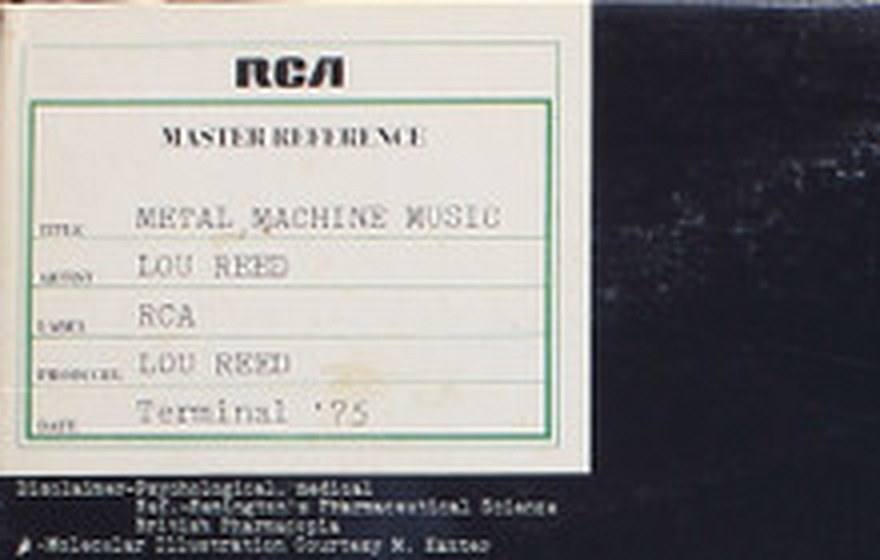 RCA
MASTER REFERENCE
TITLE METAL MACHINE MUSIC
ARTIST LOU REED
LABEL RCA
PRODUCER LOU REED
DATE Terminal '75
Disclaimer-Psychological, medical
Ref.-Remington's Pharmaceutical Science
British Pharmacopia
-Molecular Illustration Courtesy M. Kanter